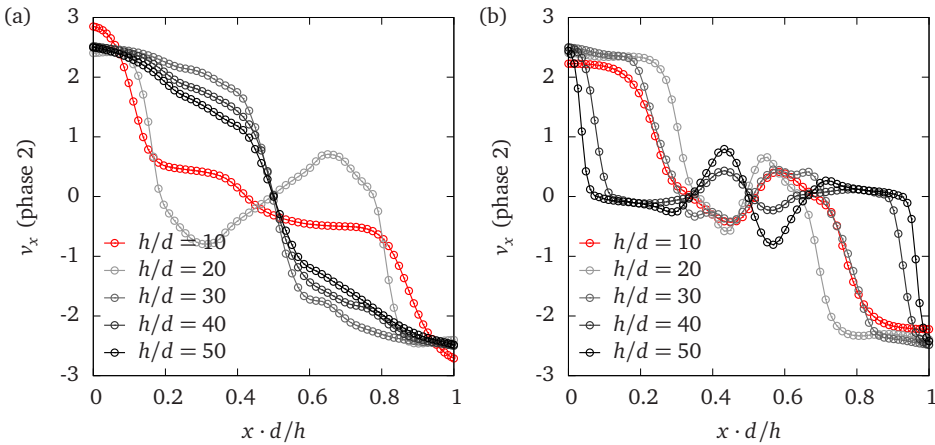 (a)
3
2
1
0
-1
-2
-3
v_x (phase 2)
h/d = 10
h/d = 20
h/d = 30
h/d = 40
h/d = 50
0 0.2 0.4 0.6 0.8 1
x · d/h
(b)
3
2
1
0
-1
-2
-3
v_x (phase 2)
h/d = 10
h/d = 20
h/d = 30
h/d = 40
h/d = 50
0 0.2 0.4 0.6 0.8 1
x · d/h